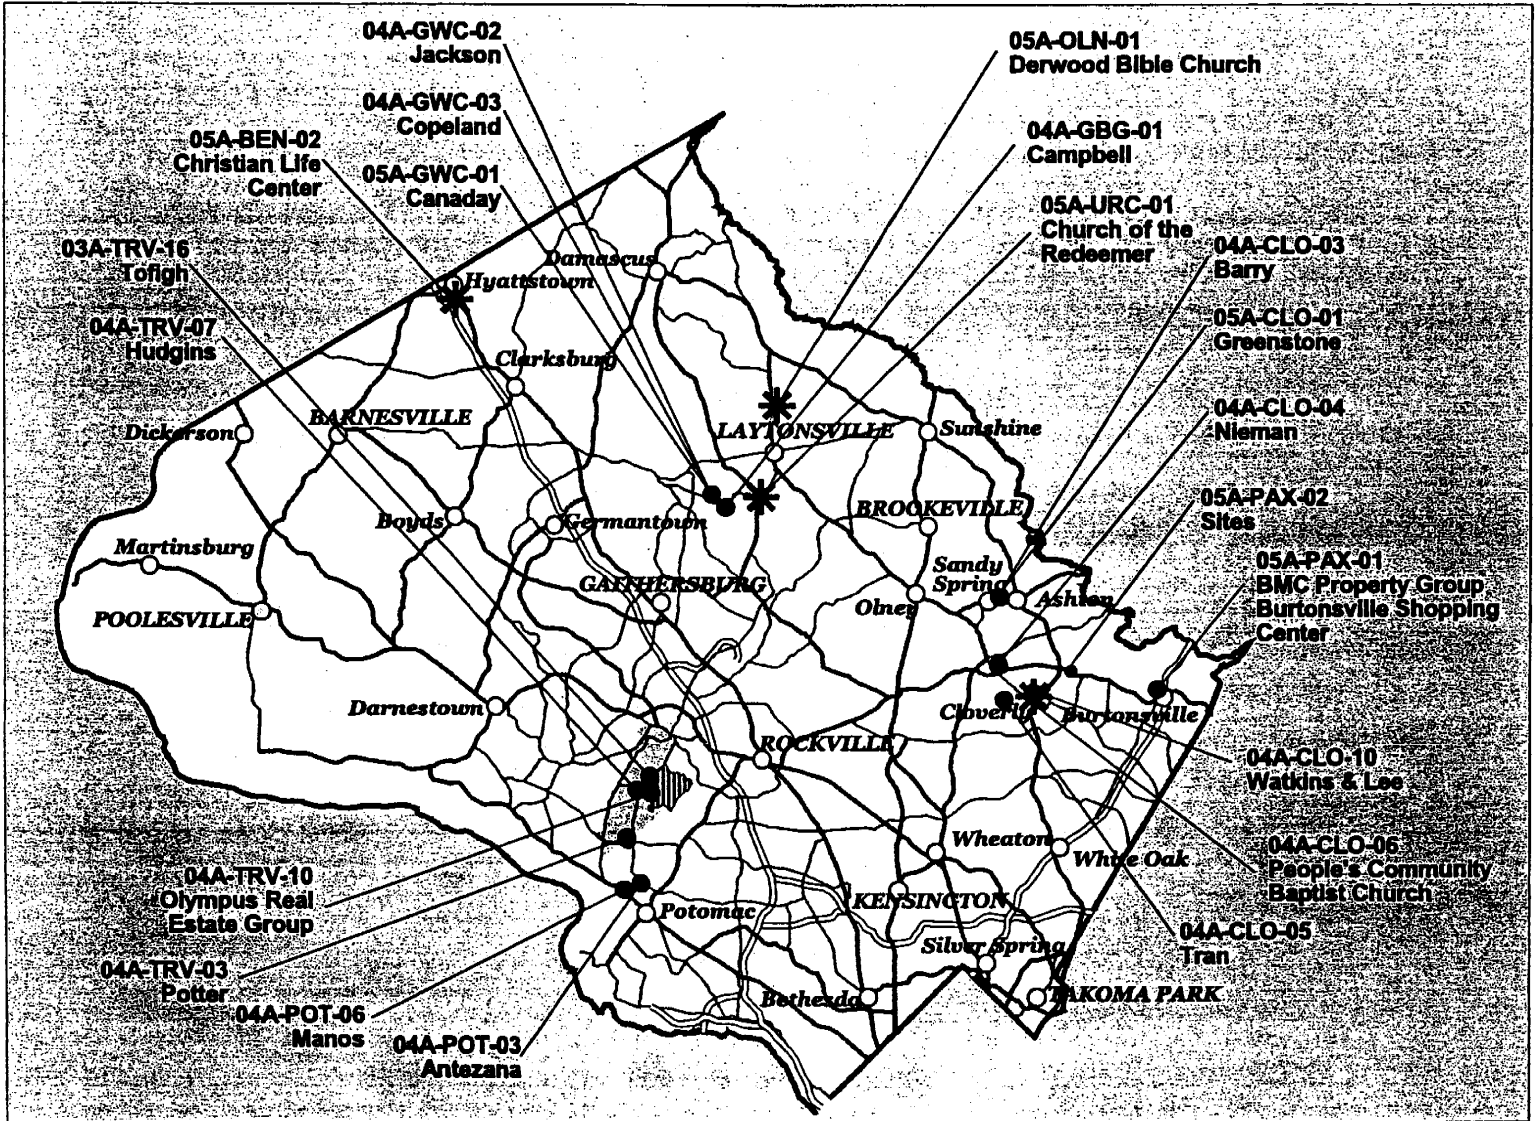 04A-GWC-02
Jackson
04A-GWC-03
Copeland
05A-GWC-01
Canaday
05A-BEN-02
Christian Life
Center
03A-TRV-16
Tofigh
04A-TRV-07
Hudgins
05A-OLN-01
Derwood Bible Church
04A-GBG-01
Campbell
05A-URC-01
Church of the
Redeemer
04A-CLO-03
Barry
05A-CLO-01
Greenstone
04A-CLO-04
Nieman
05A-PAX-02
Sites
05A-PAX-01
BMC Property Group
Burtonsville Shopping
Center
04A-CLO-10
Watkins & Lee
04A-CLO-06
People's Community
Baptist Church
04A-CLO-05
Tran
Damascus
Hyattstown
Clarksburg
BARNESVILLE
Dickerson
LAYTONSVILLE
Sunshine
Boyds
Germantown
BROOKEVILLE
Martinsburg
Sandy
Spring
GAITHERSBURG
Olney
Ashton
POOLESVILLE
Darnestown
Cloverly
Burtonsville
ROCKVILLE
Wheaton
White Oak
KENSINGTON
Potomac
Silver Spring
Bethesda
TAKOMA PARK
04A-TRV-10
Olympus Real
Estate Group
04A-TRV-03
Potter
04A-POT-06
Manos
04A-POT-03
Antezana